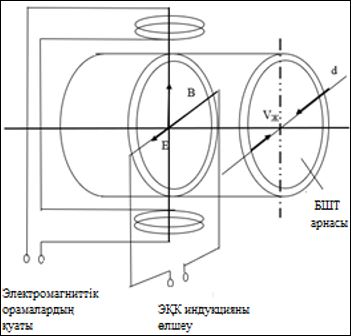 B
d
Vж
E
БШТ
арнасы
Электромагниттік
орамалардың
қуаты
ЭҚК индукцияны
өлшеу